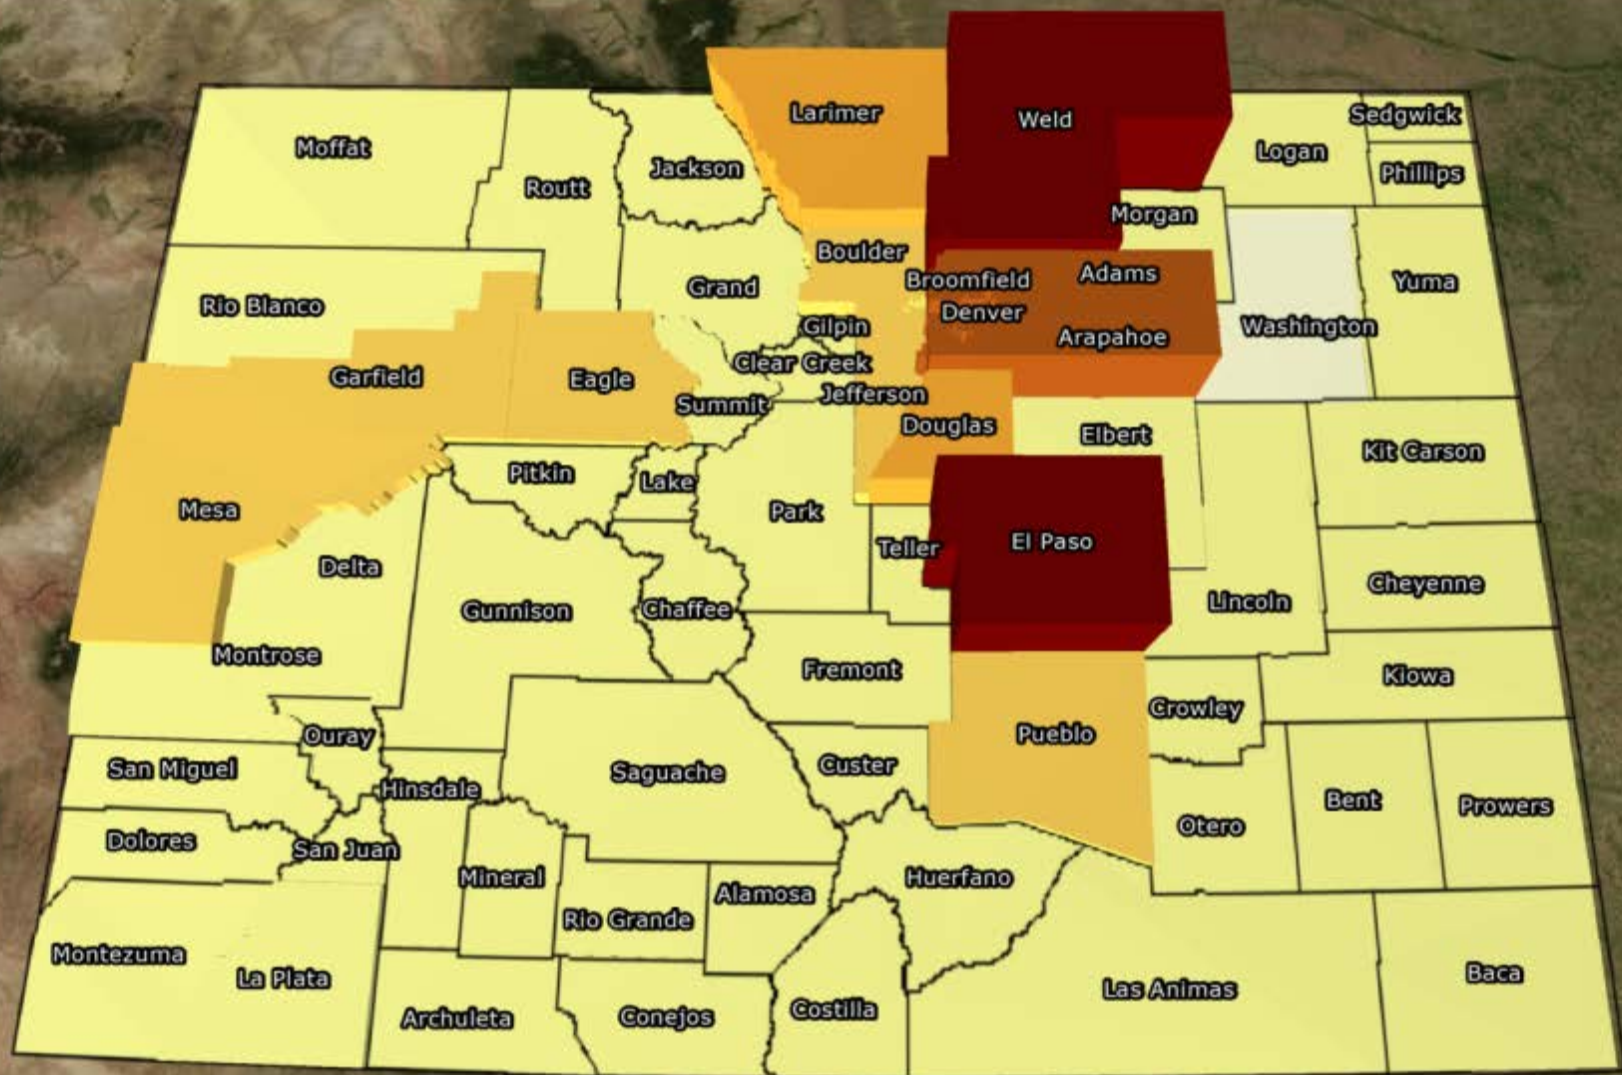 Larimer
Weld
Sedgwick
Moffat
Logan
Jackson
Phillips
Routt
Morgan
Boulder
Adams
Broomfield
Yuma
Grand
Rio Blanco
Denver
Gilpin
Washington
Arapahoe
Clear Creek
Garfield
Eagle
Jefferson
Summit
Douglas
Elbert
Kit Carson
Pitkin
Lake
Mesa
Park
El Paso
Teller
Delta
Cheyenne
Lincoln
Gunnison
Chaffee
Montrose
Fremont
Kiowa
Crowley
Ouray
Pueblo
San Miguel
Saguache
Custer
Hinsdale
Bent
Prowers
Otero
Dolores
San Juan
Mineral
Huerfano
Alamosa
Rio Grande
Montezuma
La Plata
Baca
Las Animas
Costilla
Archuleta
Conejos